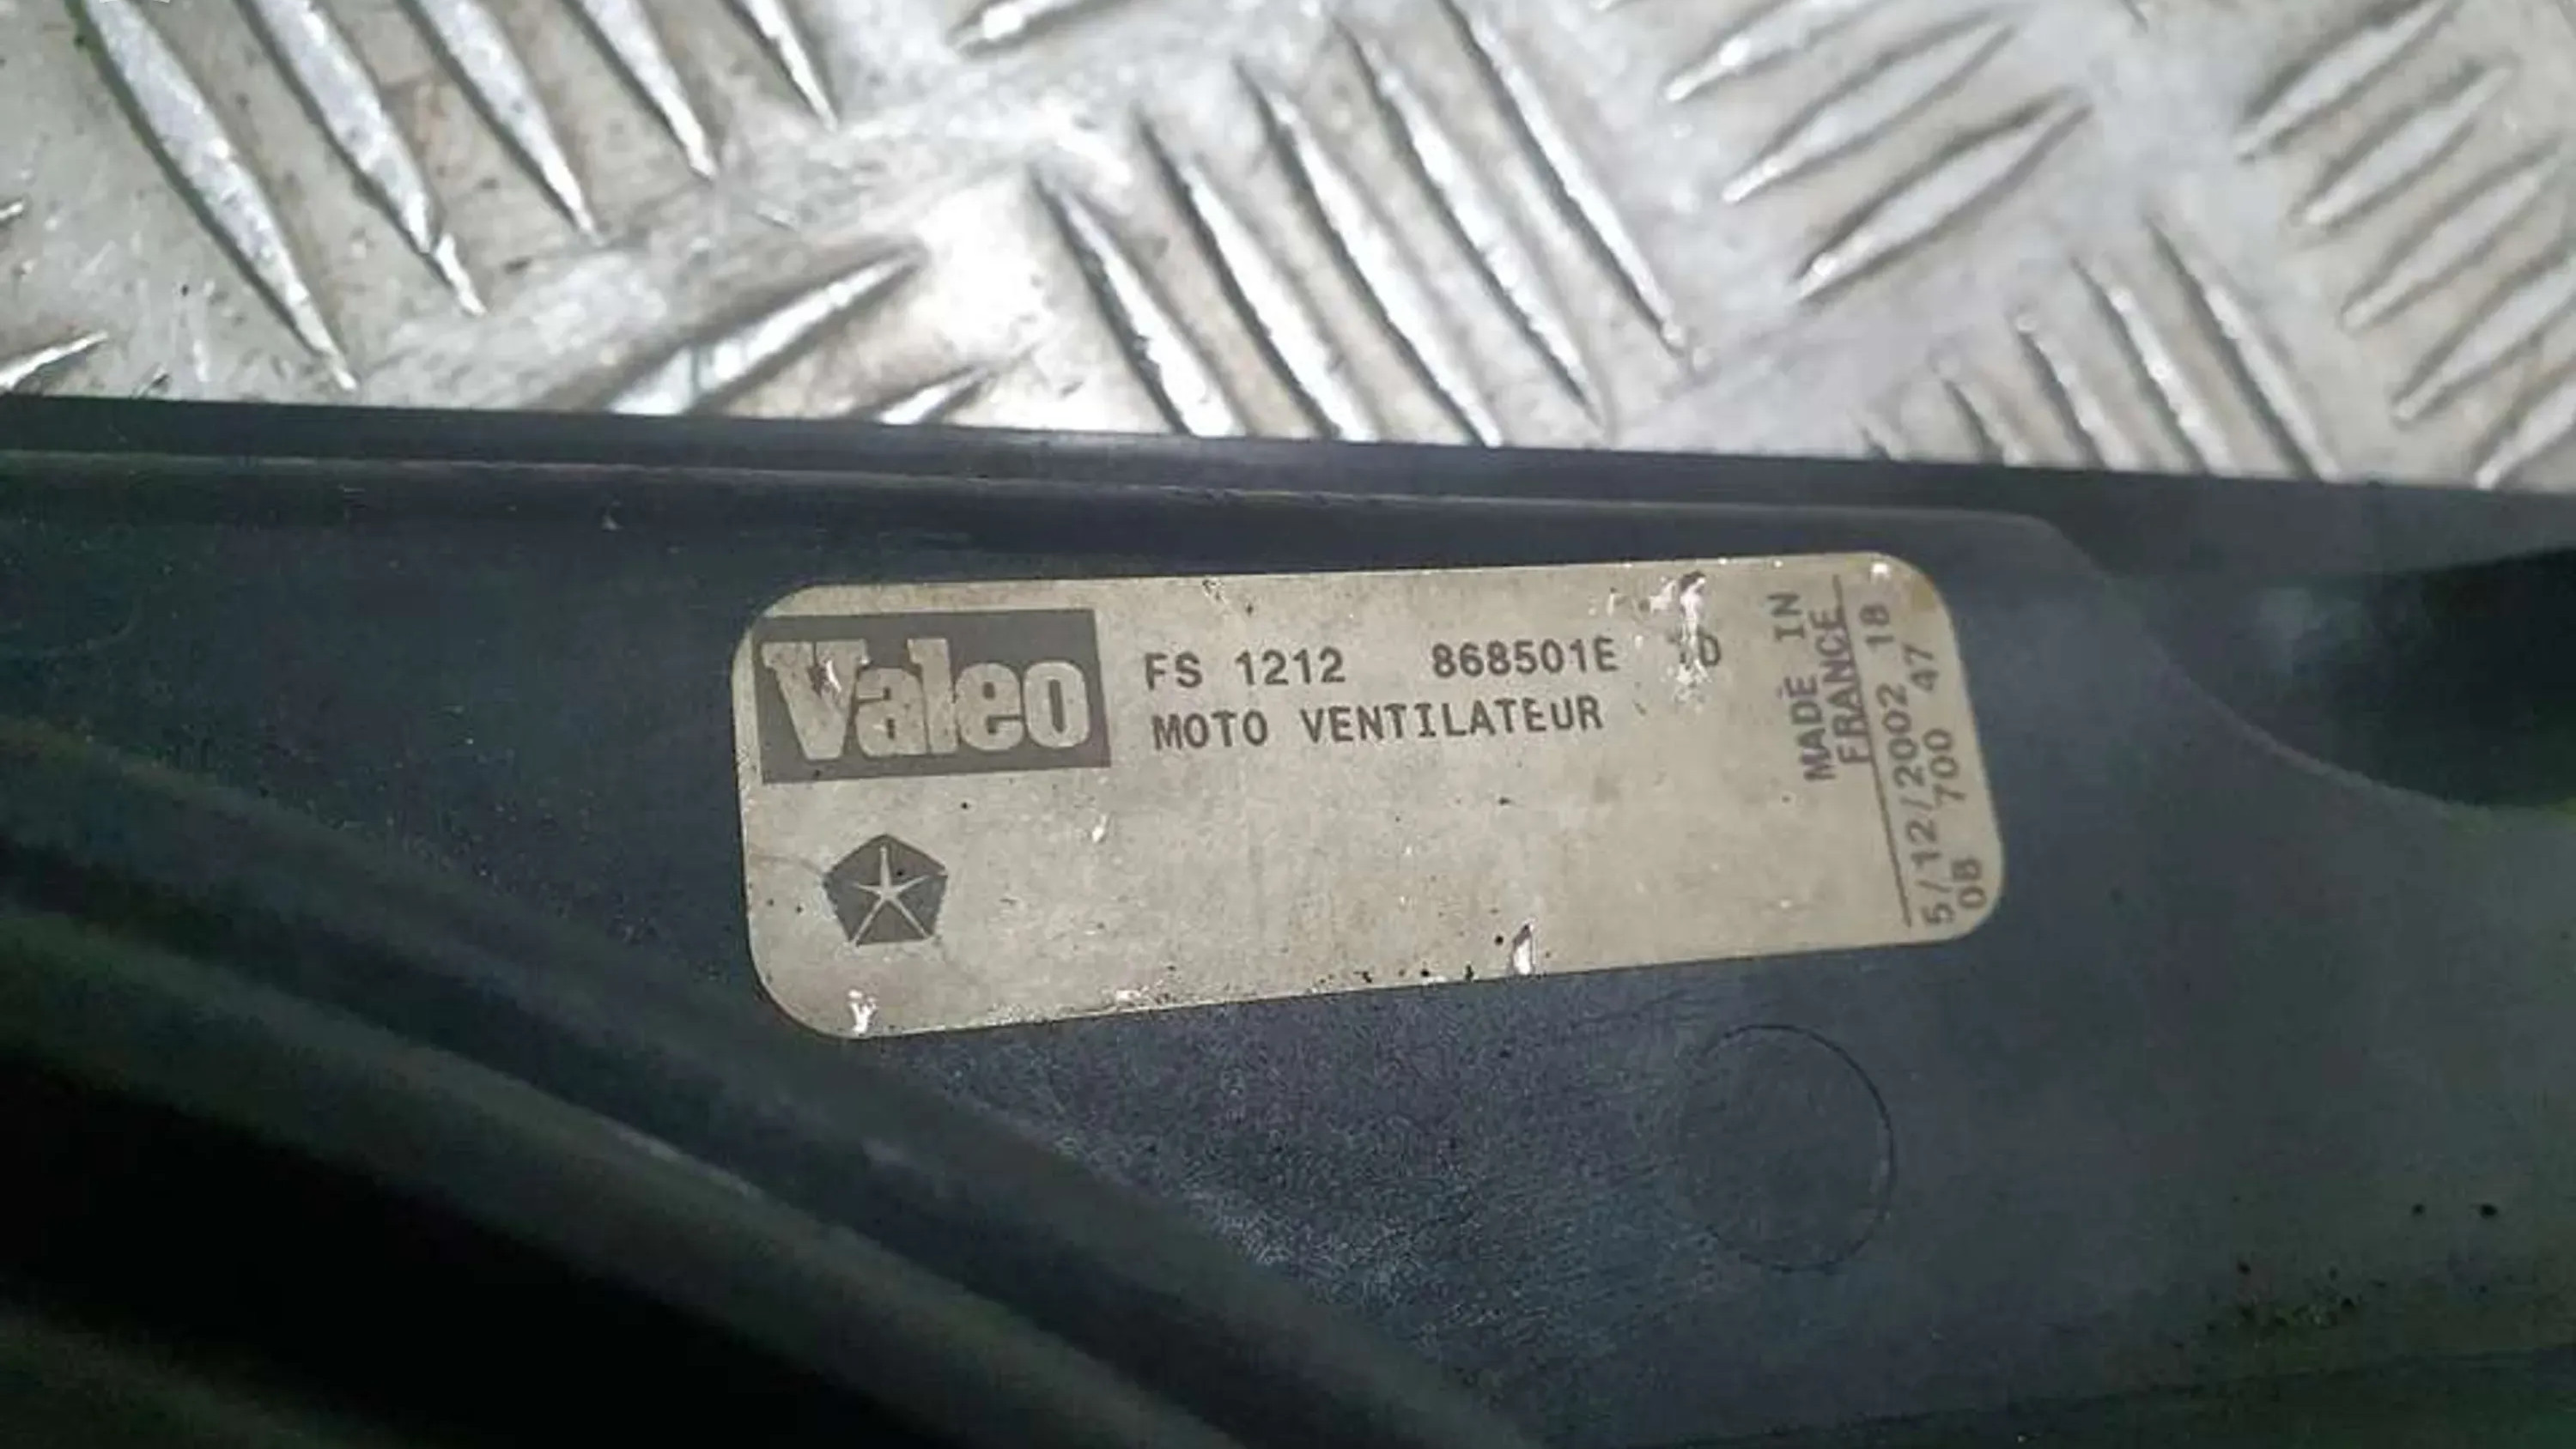 Valeo
FS 1212 868501E
MOTO VENTILATEUR
MADE IN
FRANCE
5/12/2002 18
08 700 47